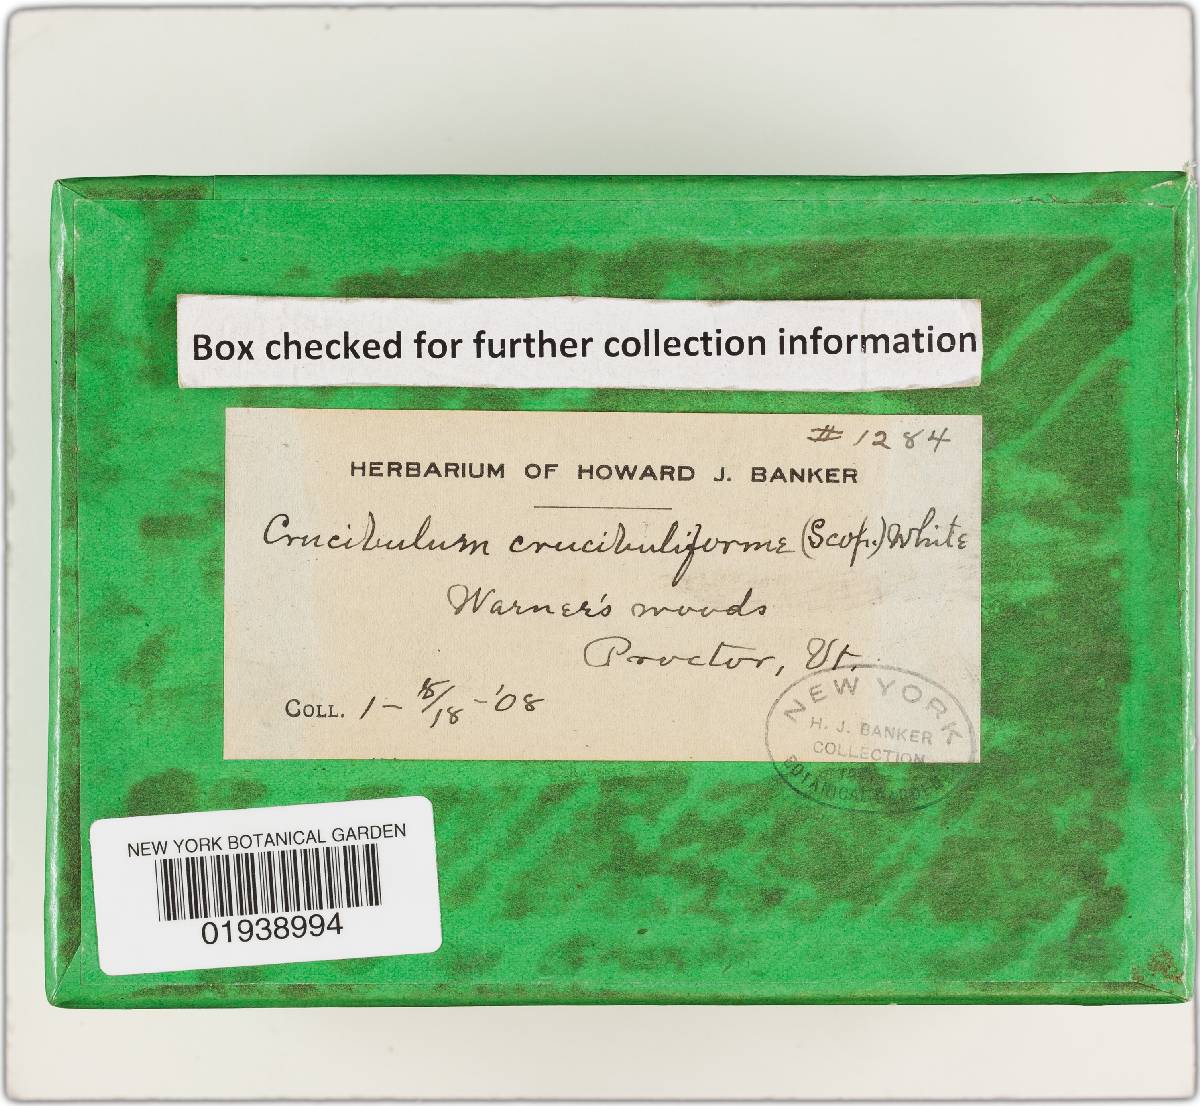 Box checked for further collection information
# 1284
HERBARIUM OF HOWARD J. BANKER
Crucibulum crucibuliforme (Scop.) White
Warner's woods
Proctor, Vt.
COLL. 1 – 8/18 – '08
NEW YORK
H. J. BANKER
COLLECTION
BOTANICAL GARDEN
NEW YORK BOTANICAL GARDEN
01938994